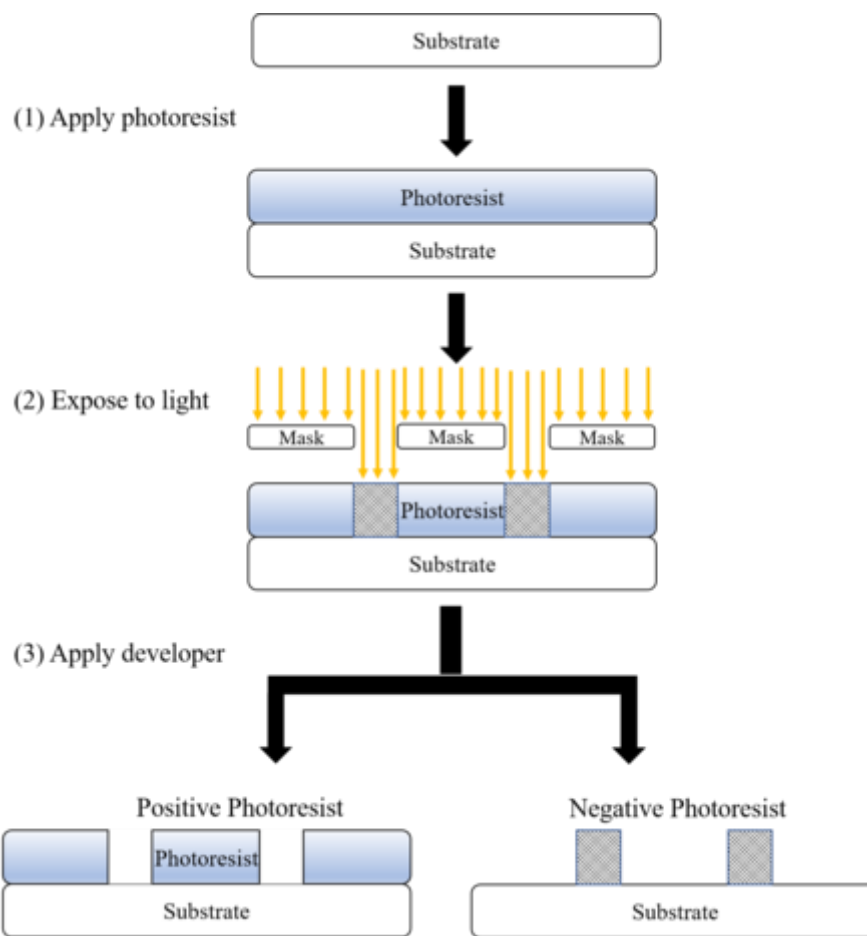 Substrate
(1) Apply photoresist
Photoresist
Substrate
(2) Expose to light
Mask Mask Mask
Photoresist
Substrate
(3) Apply developer
Positive Photoresist
Negative Photoresist
Photoresist
Substrate
Substrate